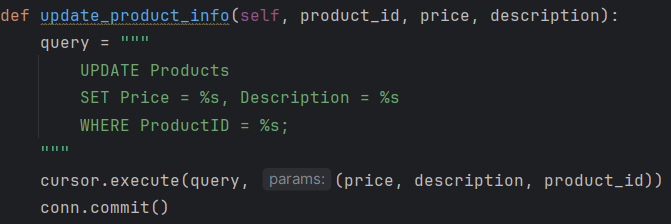 def update_product_info(self, product_id, price, description):
    query = """
        UPDATE Products
        SET Price = %s, Description = %s
        WHERE ProductID = %s;
    """
    cursor.execute(query, params: (price, description, product_id))
    conn.commit()